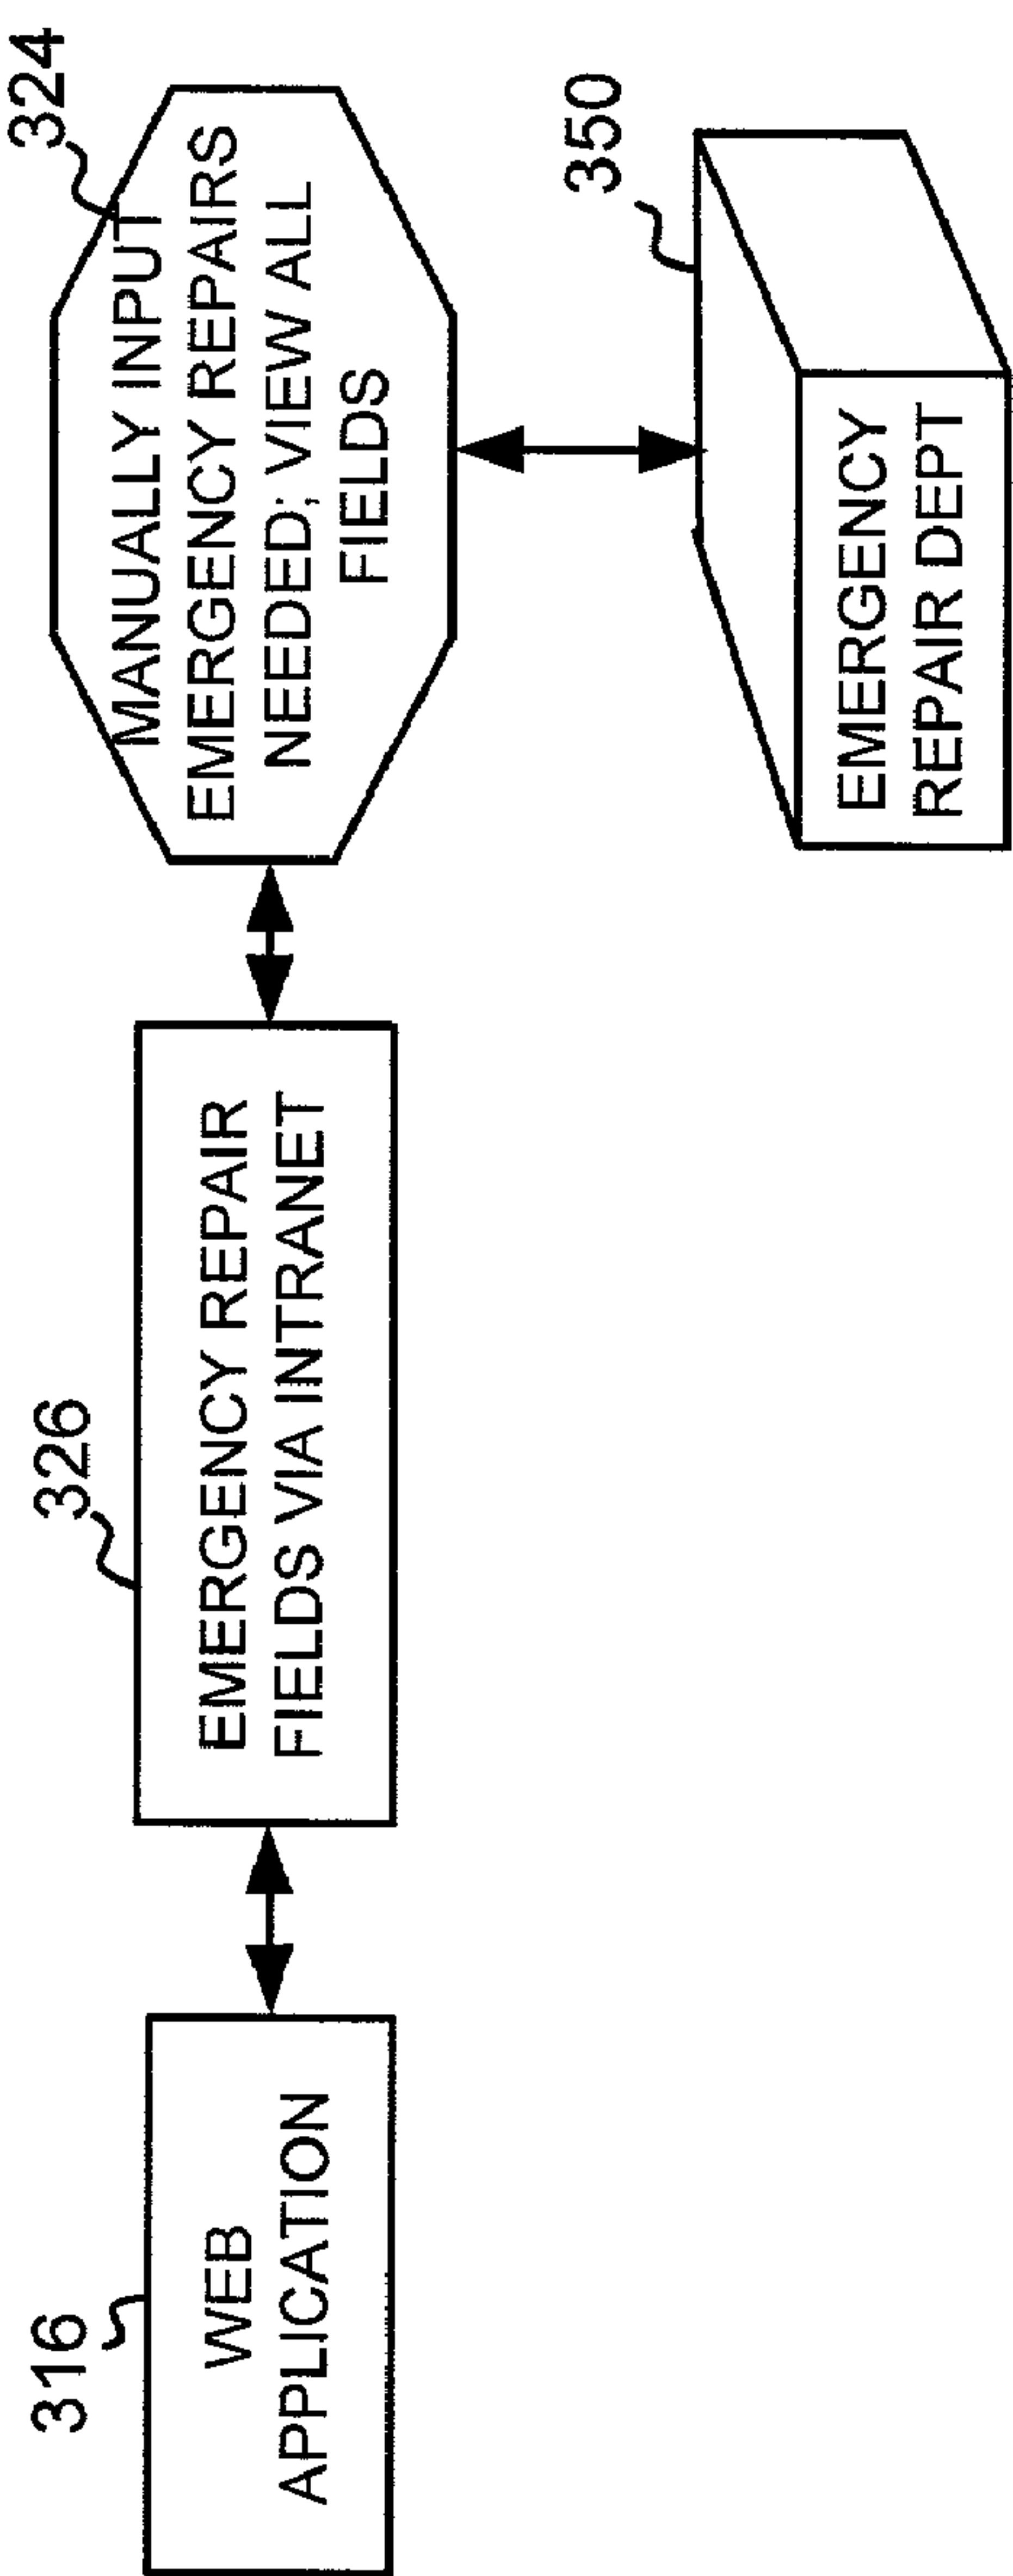 316
WEB
APPLICATION
326
EMERGENCY REPAIR
FIELDS VIA INTRANET
324
MANUALLY INPUT
EMERGENCY REPAIRS
NEEDED; VIEW ALL
FIELDS
350
EMERGENCY
REPAIR DEPT